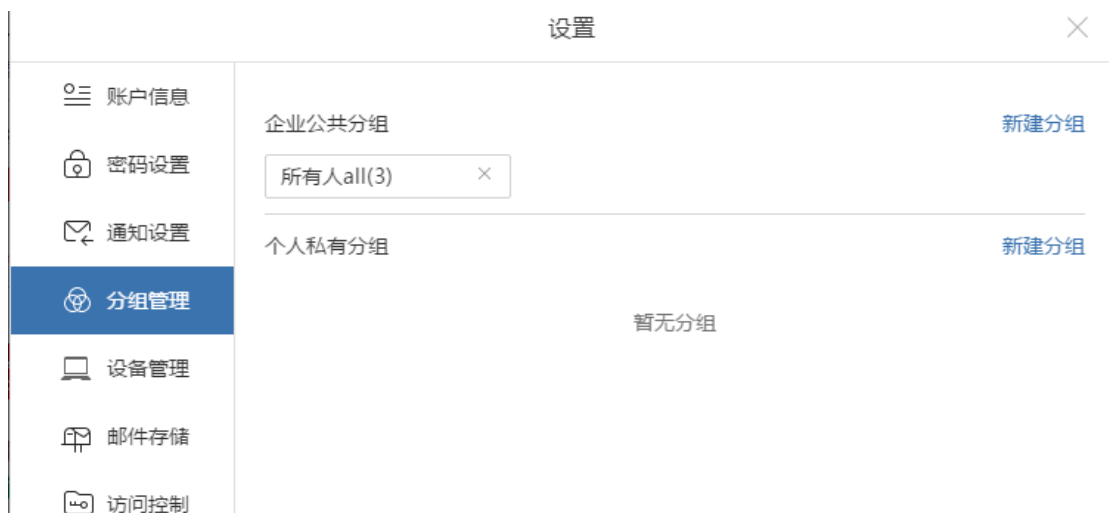 设置
账户信息
密码设置
通知设置
分组管理
设备管理
邮件存储
访问控制
企业公共分组
新建分组
所有人all(3)
个人私有分组
新建分组
暂无分组